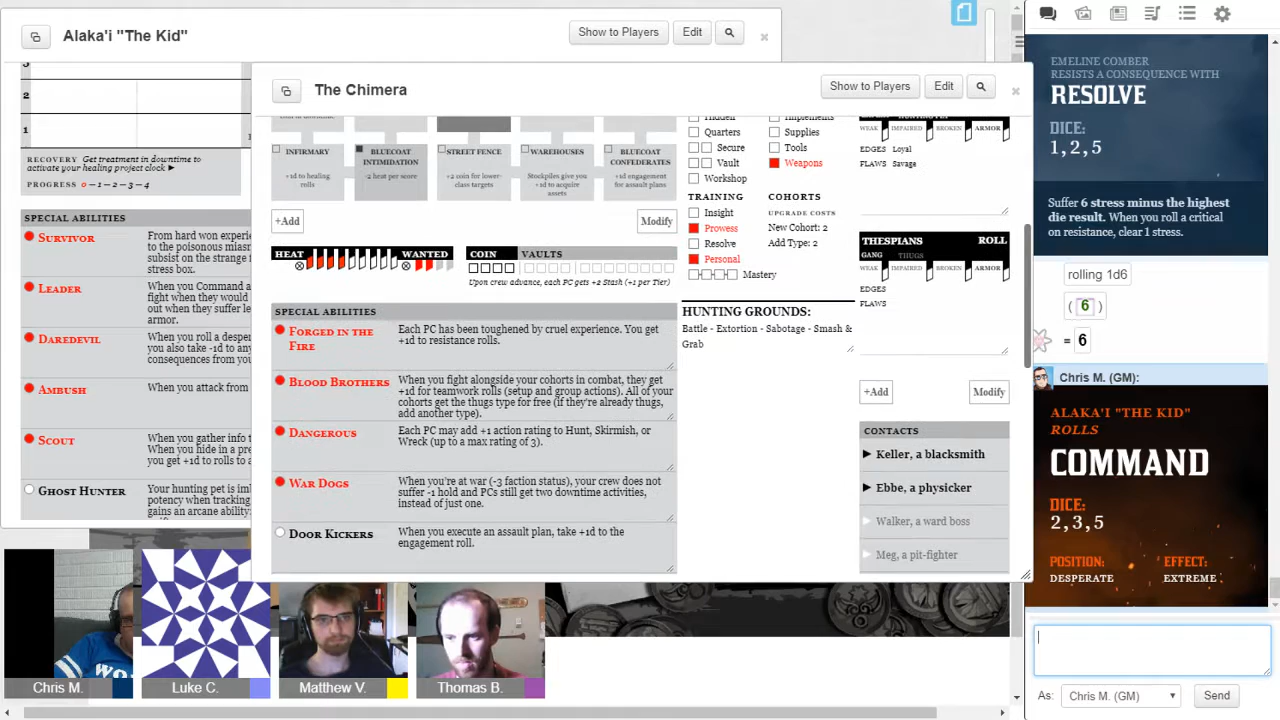 Alaka'i "The Kid"
Show to Players
Edit
3
2
1
RECOVERY Get treatment in downtime to
activate your healing project clock ►
PROGRESS 0 – 1 – 2 – 3 – 4
SPECIAL ABILITIES
SURVIVOR
From hard won experie
to the poisonous miasm
subsist on the strange f
stress box.
LEADER
When you Command a
fight when they would
out when they suffer le
armor.
DAREDEVIL
When you roll a desper
you also take -1d to any
consequences from you
AMBUSH
When you attack from
SCOUT
When you gather info t
When you hide in a pre
you get +1d to rolls to a
GHOST HUNTER
Your hunting pet is imb
potency when tracking
gains an arcane ability:
The Chimera
Show to Players
Edit
INFIRMARY
+1d to healing
rolls
BLUECOAT
INTIMIDATION
-2 heat per score
STREET FENCE
+2 coin for lower-
class targets
WAREHOUSES
Stockpiles give you
+1d to acquire
assets
BLUECOAT
CONFEDERATES
+1d engagement
for assault plans
+Add
Modify
HEAT
WANTED
COIN
VAULTS
Upon crew advance, each PC gets +2 Stash (+1 per Tier)
SPECIAL ABILITIES
FORGED IN THE
FIRE
Each PC has been toughened by cruel experience. You get
+1d to resistance rolls.
BLOOD BROTHERS
When you fight alongside your cohorts in combat, they get
+1d for teamwork rolls (setup and group actions). All of your
cohorts get the thugs type for free (if they're already thugs,
add another type).
DANGEROUS
Each PC may add +1 action rating to Hunt, Skirmish, or
Wreck (up to a max rating of 3).
WAR DOGS
When you're at war (-3 faction status), your crew does not
suffer -1 hold and PCs still get two downtime activities,
instead of just one.
DOOR KICKERS
When you execute an assault plan, take +1d to the
engagement roll.
Hidden
Quarters
Secure
Vault
Workshop
TRAINING
Insight
Prowess
Resolve
Personal
Mastery
Implements
Supplies
Tools
Weapons
COHORTS
UPGRADE COSTS
New Cohort: 2
Add Type: 2
HUNTING GROUNDS:
Battle - Extortion - Sabotage - Smash &
Grab
WEAK
IMPAIRED
BROKEN
ARMOR
EDGES Loyal
FLAWS Savage
THESPIANS
ROLL
GANG
THUGS
WEAK
IMPAIRED
BROKEN
ARMOR
EDGES
FLAWS
+Add
Modify
CONTACTS
Keller, a blacksmith
Ebbe, a physicker
Walker, a ward boss
Meg, a pit-fighter
EMELINE COMBER
RESISTS A CONSEQUENCE WITH
RESOLVE
DICE:
1, 2, 5
Suffer 6 stress minus the highest
die result. When you roll a critical
on resistance, clear 1 stress.
rolling 1d6
( 6 )
= 6
Chris M. (GM):
ALAKA'I "THE KID"
ROLLS
COMMAND
DICE:
2, 3, 5
POSITION:
DESPERATE
EFFECT:
EXTREME
As:
Chris M. (GM)
Send
Chris M.
Luke C.
Matthew V.
Thomas B.